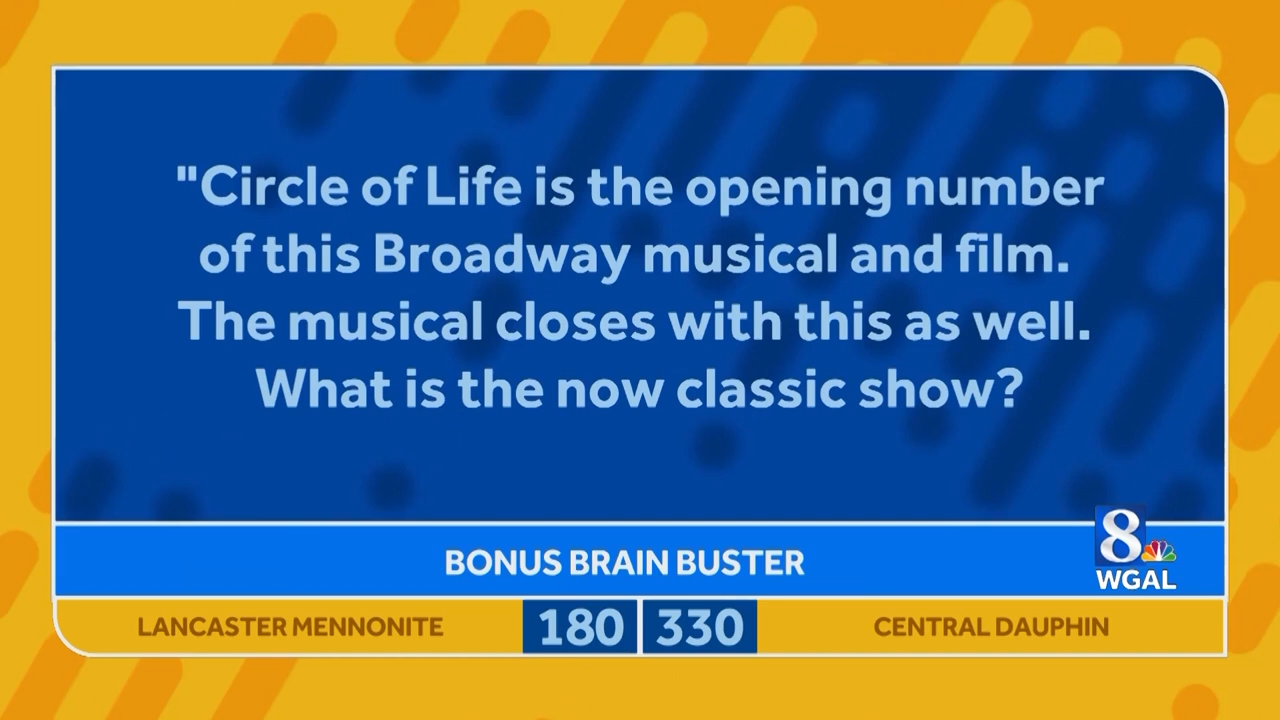 "Circle of Life is the opening number
of this Broadway musical and film.
The musical closes with this as well.
What is the now classic show?
BONUS BRAIN BUSTER
8
WGAL
LANCASTER MENNONITE 180 330 CENTRAL DAUPHIN